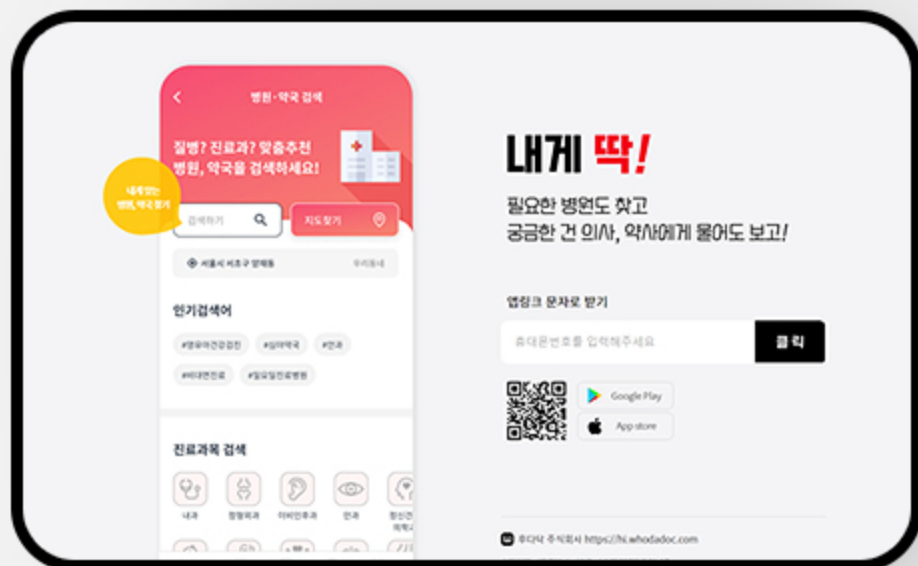 병원·약국 검색
질병? 진료과? 맞춤추천
병원, 약국을 검색하세요!
내게 맞는
병원, 약국 찾기
검색하기
지도찾기
서울시 서초구 양재동
우리동네
인기검색어
#영유아건강검진 #심야약국 #안과
#비대면진료 #일요일진료병원
진료과목 검색
내과 정형외과 이비인후과 안과 정신건
의학
내게 딱!
필요한 병원도 찾고
궁금한 건 의사, 약사에게 물어도 보고!
앱링크 문자로 받기
휴대폰번호를 입력해주세요
클릭
Google Play
App store
후다닥 주식회사 https://hi.whodadoc.com